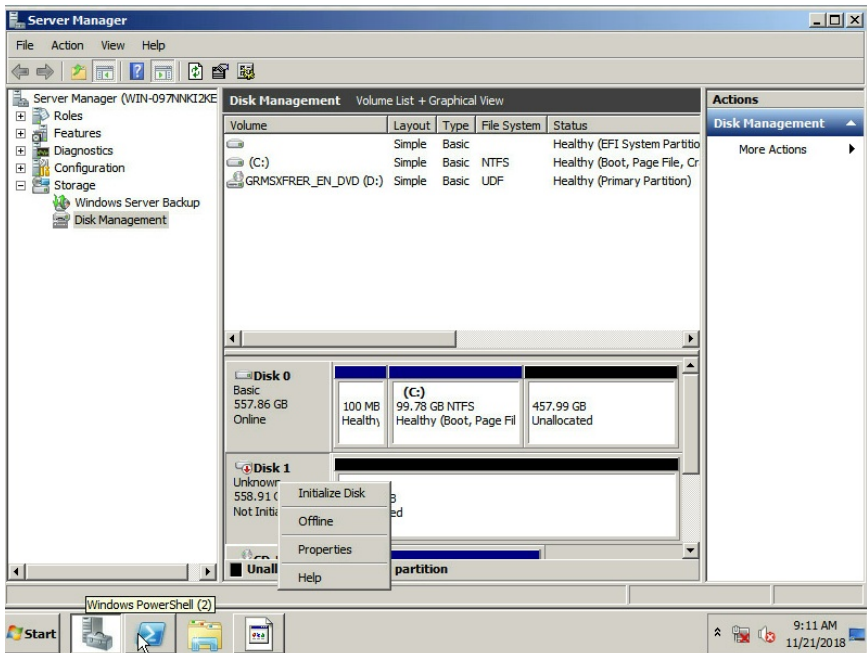 Server Manager
File Action View Help
Server Manager (WIN-097NNKI2KE
Roles
Features
Diagnostics
Configuration
Storage
Windows Server Backup
Disk Management
Disk Management Volume List + Graphical View
Volume Layout Type File System Status
Simple Basic Healthy (EFI System Partitio
(C:) Simple Basic NTFS Healthy (Boot, Page File, Cr
GRMSXFRER_EN_DVD (D:) Simple Basic UDF Healthy (Primary Partition)
Actions
Disk Management
More Actions
Disk 0
Basic
557.86 GB
Online
100 MB
Healthy
(C:)
99.78 GB NTFS
Healthy (Boot, Page Fil
457.99 GB
Unallocated
Disk 1
Unknown
558.91 G
Not Initia
B
ed
Initialize Disk
Offline
Properties
Help
Unall
partition
Windows PowerShell (2)
Start
9:11 AM
11/21/2018